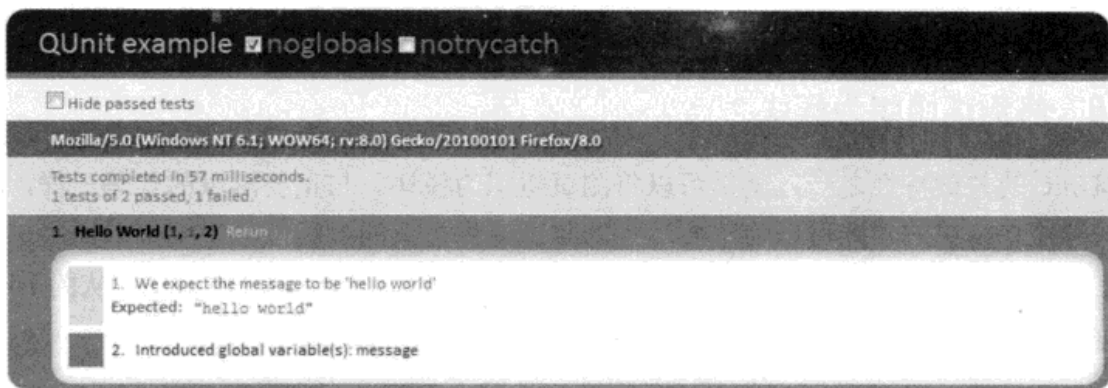 QUnit example noglobals notrycatch
Hide passed tests
Mozilla/5.0 (Windows NT 6.1; WOW64; rv:8.0) Gecko/20100101 Firefox/8.0
Tests completed in 57 milliseconds.
1 tests of 2 passed, 1 failed.
1. Hello World (1, 1, 2) Rerun
1. We expect the message to be 'hello world'
Expected: "hello world"
2. Introduced global variable(s): message